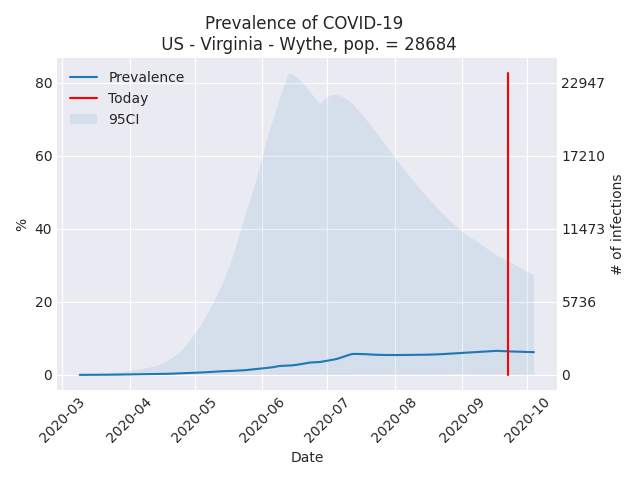 Prevalence of COVID-19
US - Virginia - Wythe, pop. = 28684
Prevalence
Today
95CI
80
60
40
20
0
%
22947
17210
11473
5736
0
# of infections
2020-03
2020-04
2020-05
2020-06
2020-07
2020-08
2020-09
2020-10
Date